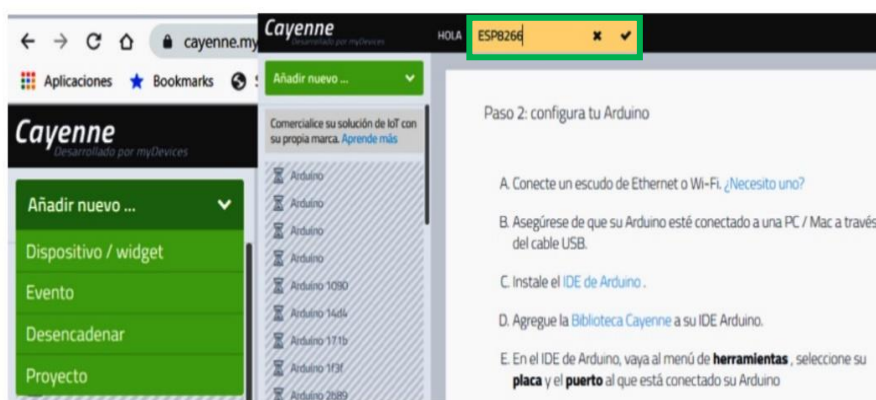 cayenne.my
Aplicaciones
Bookmarks
Cayenne
Desarrollado por myDevices
Añadir nuevo ...
Dispositivo / widget
Evento
Desencadenar
Proyecto
Cayenne
Desarrollado por myDevices
HOLA
ESP8266
Añadir nuevo ...
Comercialice su solución de IoT con
su propia marca. Aprende más
Arduino
Arduino
Arduino
Arduino
Arduino 1090
Arduino 14d4
Arduino 171b
Arduino 1f3f
Arduino 2b89
Paso 2: configura tu Arduino
A. Conecte un escudo de Ethernet o Wi-Fi. ¿Necesito uno?
B. Asegúrese de que su Arduino esté conectado a una PC / Mac a través
del cable USB.
C. Instale el IDE de Arduino .
D. Agregue la Biblioteca Cayenne a su IDE Arduino.
E. En el IDE de Arduino, vaya al menú de herramientas , seleccione su
placa y el puerto al que está conectado su Arduino